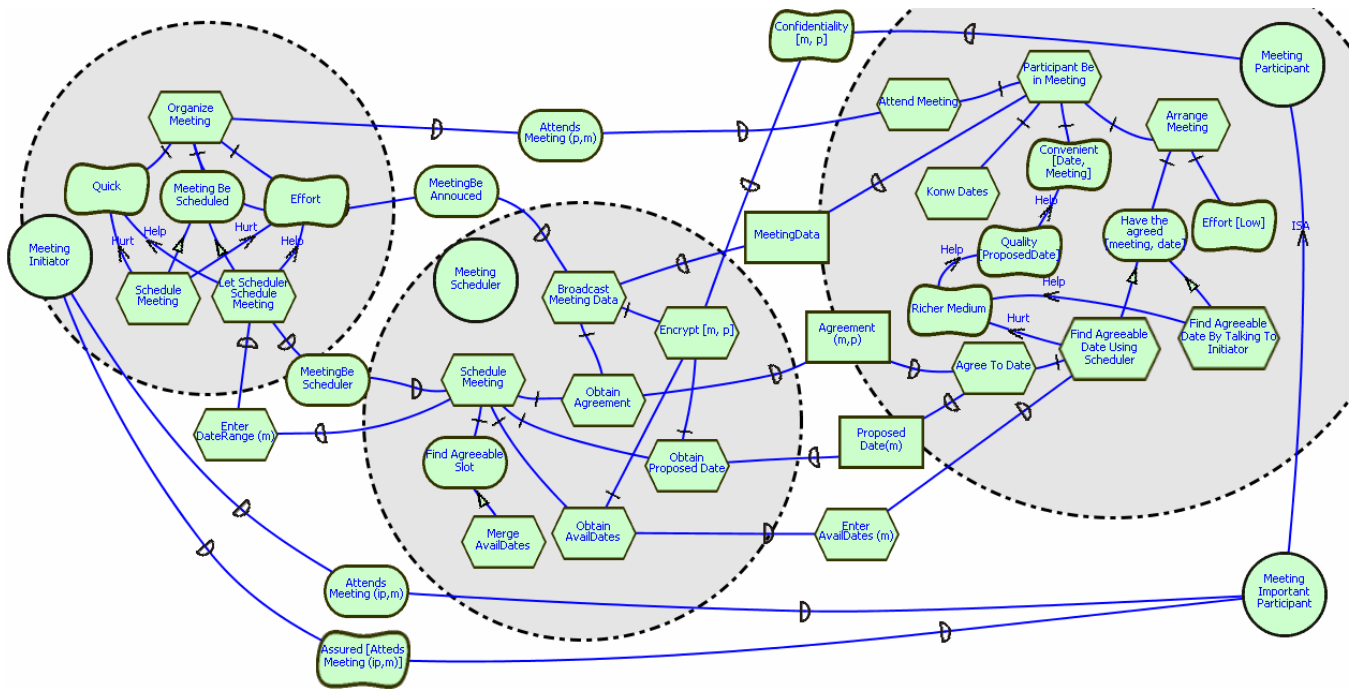 Confidentiality
[m, p]
Meeting
Participant
Participant Be
in Meeting
Attend Meeting
Organize
Meeting
Attends
Meeting (p,m)
Arrange
Meeting
Convenient
[Date,
Meeting]
Konw Dates
Quick
Meeting Be
Scheduled
Effort
MeetingBe
Annouced
Help
Have the
agreed
[meeting, date]
Effort [Low]
ISA
Hurt
Help
Hurt
Help
MeetingData
Quality
[ProposedDate]
Help
Meeting
Initiator
Meeting
Scheduler
Schedule
Meeting
Let Scheduler
Schedule
Meeting
Broadcast
Meeting Data
Help
Richer Medium
Hurt
Encrypt [m, p]
Agreement
(m,p)
Find Agreeable
Date Using
Scheduler
Find Agreeable
Date By Talking To
Initiator
MeetingBe
Scheduler
Schedule
Meeting
Agree To Date
Obtain
Agreement
Enter
DateRange (m)
Find Agreeable
Slot
Obtain
Proposed Date
Proposed
Date(m)
Merge
AvailDates
Obtain
AvailDates
Enter
AvailDates (m)
Attends
Meeting (ip,m)
Meeting
Important
Participant
Assured [Atteds
Meeting (ip,m)]